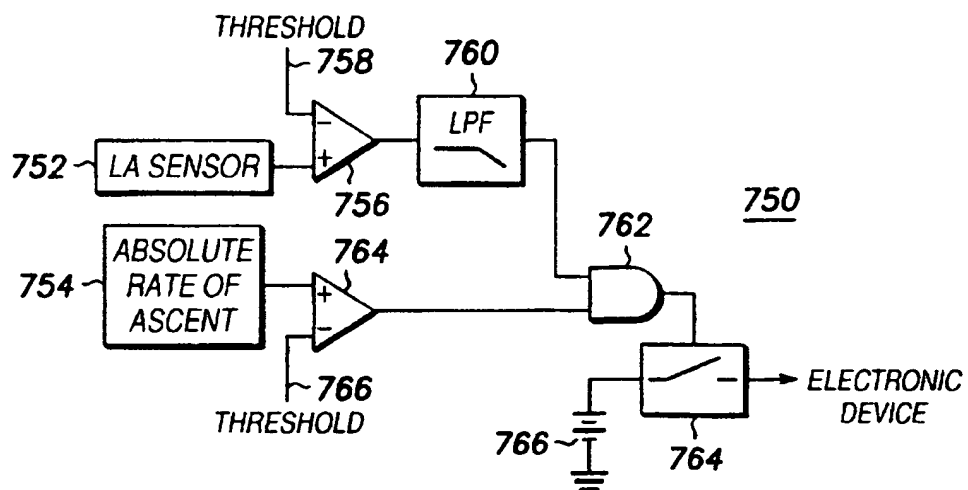 THRESHOLD
758
760
LPF
752
LA SENSOR
−
+
756
750
762
764
754
ABSOLUTE
RATE OF
ASCENT
+
−
766
THRESHOLD
ELECTRONIC
DEVICE
766
764